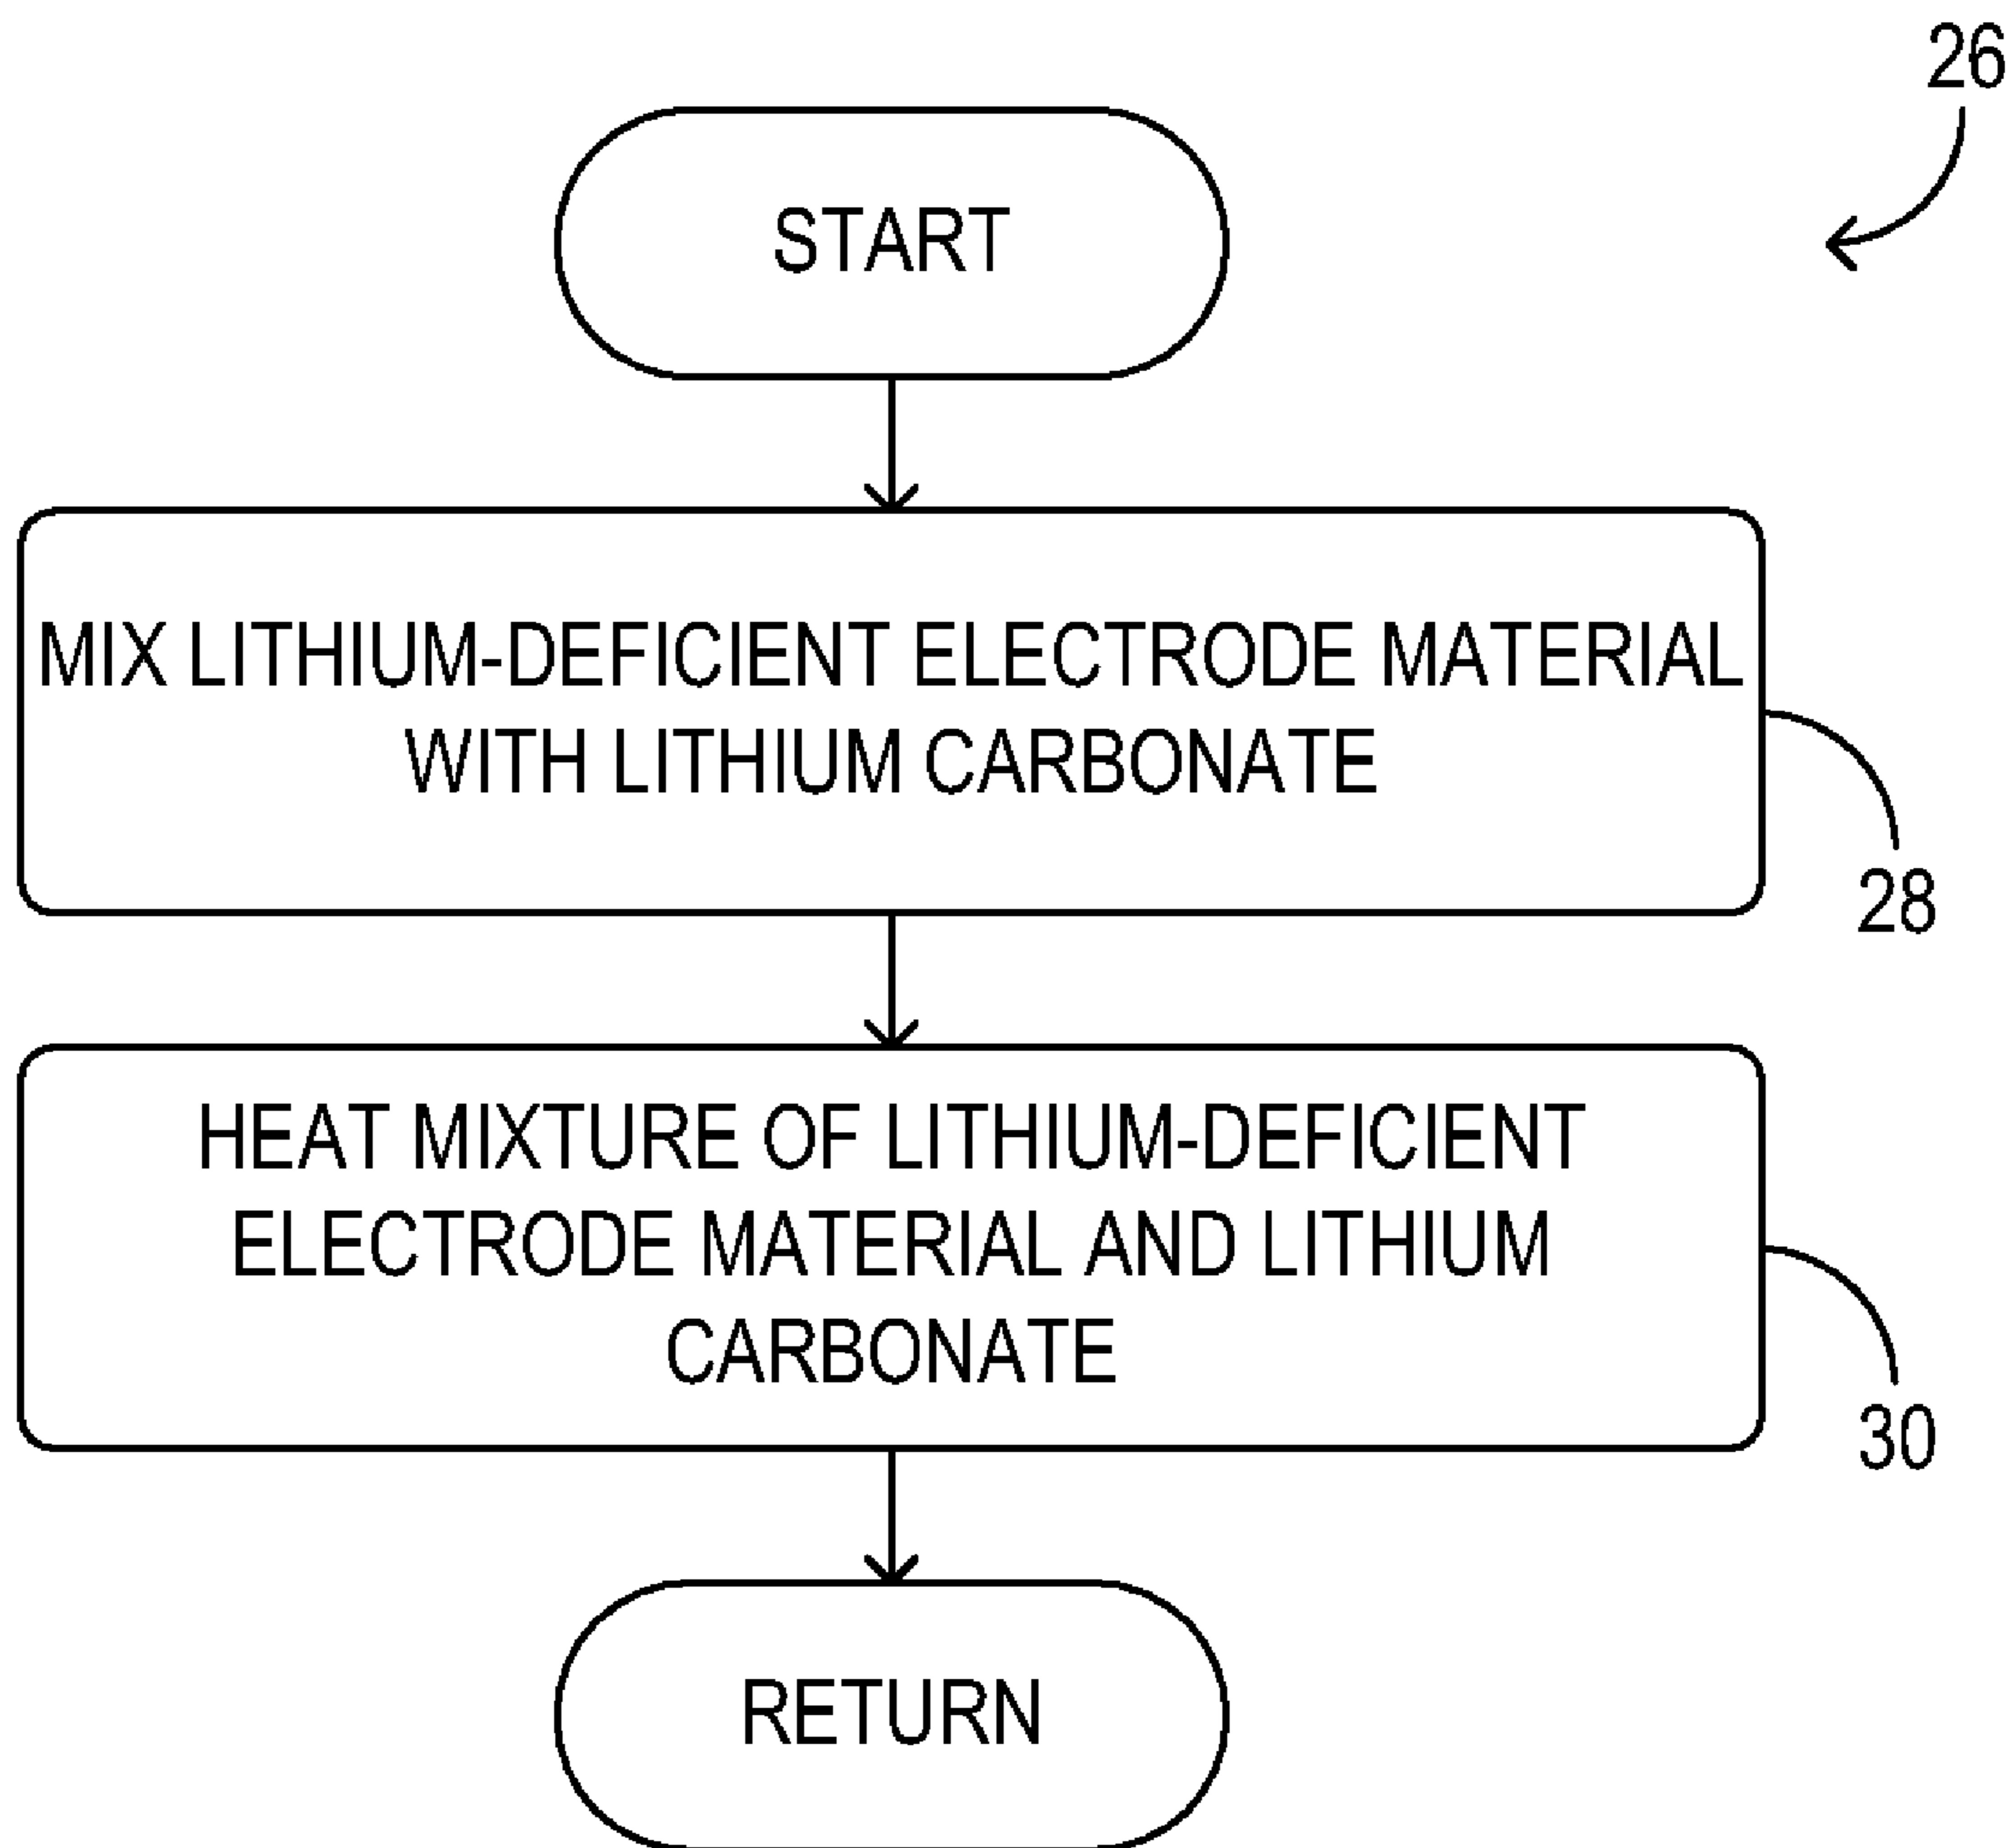 26
START
MIX LITHIUM-DEFICIENT ELECTRODE MATERIAL
WITH LITHIUM CARBONATE
28
HEAT MIXTURE OF LITHIUM-DEFICIENT
ELECTRODE MATERIAL AND LITHIUM
CARBONATE
30
RETURN